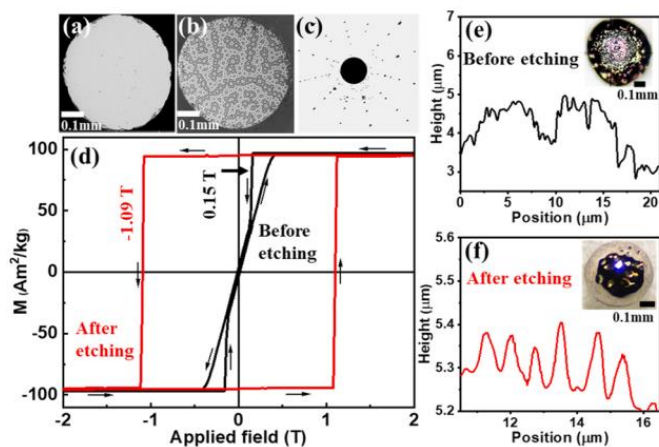 (a)
0.1mm
(b)
0.1mm
(c)
(d)
M (Am²/kg)
100
50
0
-50
-100
-1.09 T
0.15 T
Before
etching
After
etching
-2
-1
0
1
2
Applied field (T)
(e)
Before etching
0.1mm
Height (μm)
7
6
5
4
3
0
5
10
15
20
Position (μm)
(f)
After etching
0.1mm
Height (μm)
5.6
5.5
5.4
5.3
5.2
12
14
16
Position (μm)